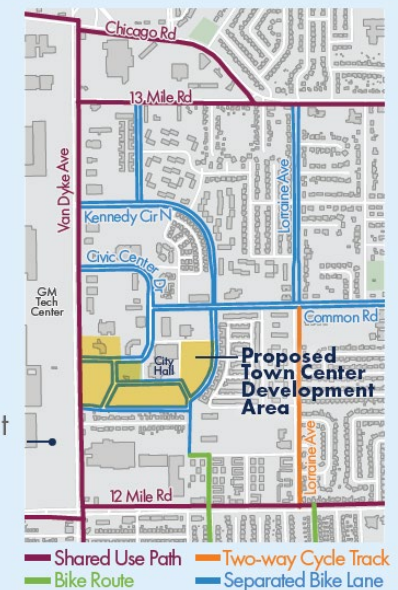 Chicago Rd
13 Mile Rd
Van Dyke Ave
Lorraine Ave
Kennedy Cir N
Civic Center Dr
GM
Tech
Center
Common Rd
City
Hall
Proposed
Town Center
Development
Area
t
Lorraine Ave
12 Mile Rd
Shared Use Path
Two-way Cycle Track
Bike Route
Separated Bike Lane